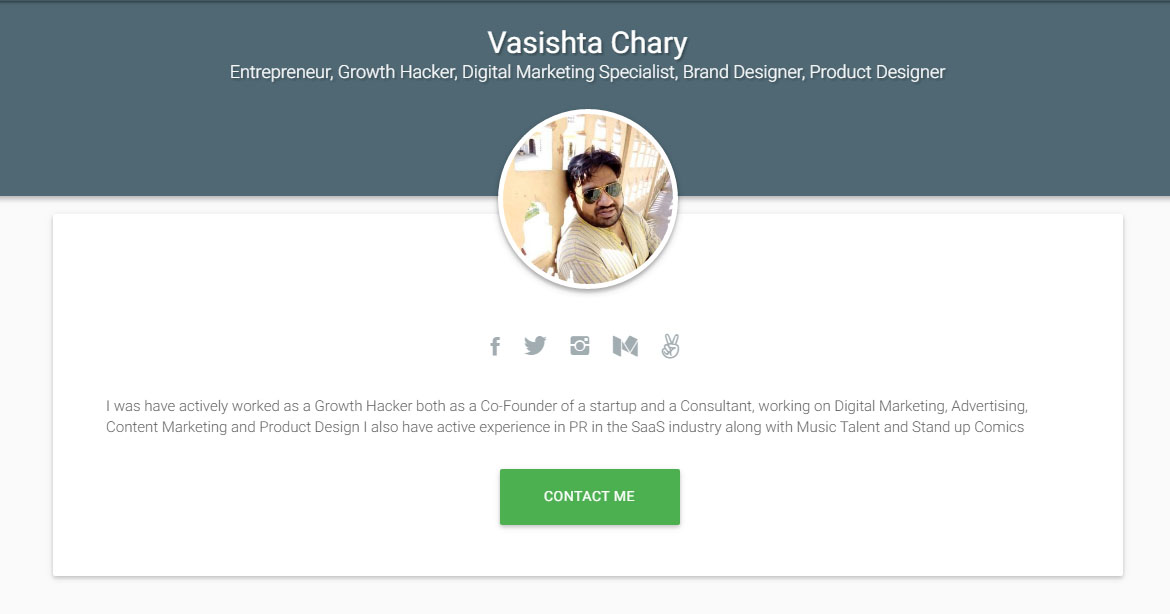 Vasishta Chary
Entrepreneur, Growth Hacker, Digital Marketing Specialist, Brand Designer, Product Designer
I was have actively worked as a Growth Hacker both as a Co-Founder of a startup and a Consultant, working on Digital Marketing, Advertising,
Content Marketing and Product Design I also have active experience in PR in the SaaS industry along with Music Talent and Stand up Comics
CONTACT ME